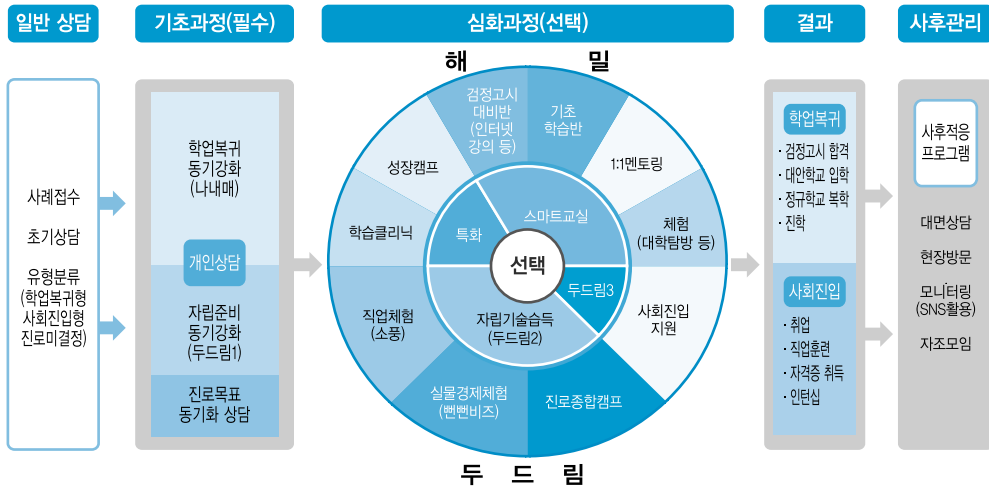 일반 상담
기초과정(필수)
심화과정(선택)
결과
사후관리
사례접수
초기상담
유형분류
(학업복귀형
사회진입형
진로미결정)
학업복귀
동기강화
(나내매)
개인상담
자립준비
동기강화
(두드림1)
진로목표
동기화 상담
해 밀
검정고시
대비반
(인터넷
강의 등)
기초
학습반
1:1멘토링
체험
(대학탐방 등)
사회진입
지원
진로종합캠프
실물경제체험
(뻔뻔비즈)
직업체험
(소풍)
학습클리닉
성장캠프
특화
스마트교실
선택
두드림3
자립기술습득
(두드림2)
두 드 림
학업복귀
· 검정고시 합격
· 대안학교 입학
· 정규학교 복학
· 진학
사회진입
· 취업
· 직업훈련
· 자격증 취득
· 인턴십
사후적응
프로그램
대면상담
현장방문
모니터링
(SNS활용)
자조모임